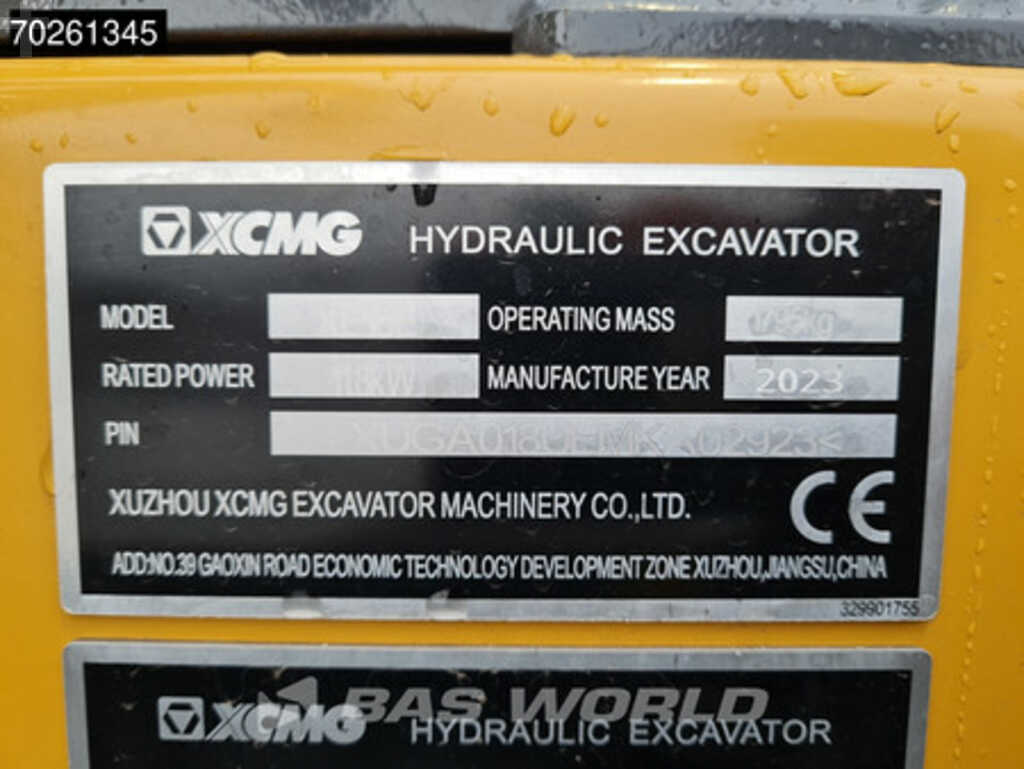 70261345
XCMG HYDRAULIC EXCAVATOR
MODEL OPERATING MASS
RATED POWER MANUFACTURE YEAR 2023
PIN
XUZHOU XCMG EXCAVATOR MACHINERY CO.,LTD. CE
ADD:NO.39 GAOXIN ROAD ECONOMIC TECHNOLOGY DEVELOPMENT ZONE XUZHOU,JIANGSU,CHINA
329901755
BAS WORLD
XCMG HYDRAULIC EXCAVATOR